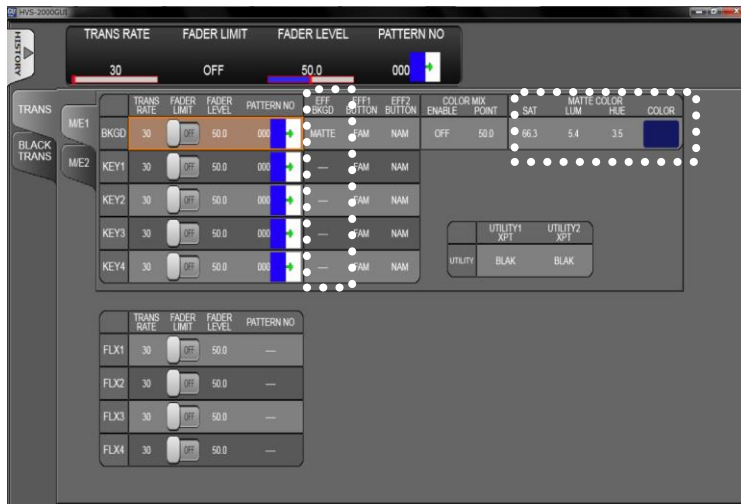 HVS-2000GUI
HISTORY
TRANS RATE FADER LIMIT FADER LEVEL PATTERN NO
30 OFF 50.0 000
TRANS
BLACK TRANS
M/E1
M/E2
TRANS RATE FADER LIMIT FADER LEVEL PATTERN NO EFF BKGD EFF1 BUTTON EFF2 BUTTON COLOR MIX ENABLE POINT MATTE COLOR SAT LUM HUE COLOR
BKGD 30 OFF 50.0 000 MATTE FAM NAM OFF 50.0 66.3 5.4 3.5
KEY1 30 OFF 50.0 000 --- FAM NAM
KEY2 30 OFF 50.0 000 --- FAM NAM
KEY3 30 OFF 50.0 000 --- FAM NAM
KEY4 30 OFF 50.0 000 --- FAM NAM
UTILITY1 XPT UTILITY2 XPT
UTILITY BLAK BLAK
TRANS RATE FADER LIMIT FADER LEVEL PATTERN NO
FLX1 30 OFF 50.0 ---
FLX2 30 OFF 50.0 ---
FLX3 30 OFF 50.0 ---
FLX4 30 OFF 50.0 ---